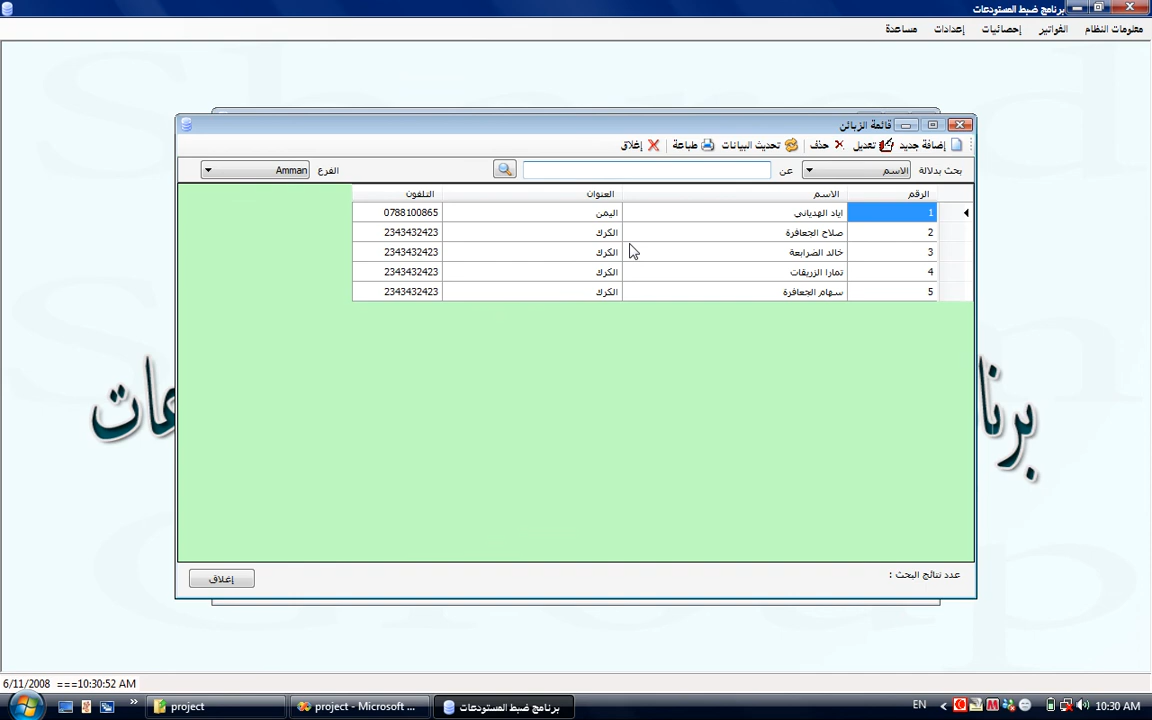 برنامج ضبط المستودعات
معلومات النظام الفواتير إحصائيات إعدادات مساعدة
قائمة الزبائن
إضافة جديد تعديل حذف تحديث البيانات طباعة إغلاق
بحث بدلالة الاسم عن الفرع Amman
الرقم الاسم العنوان التلفون
1 اياد الهدياني اليمن 0788100865
2 صلاح الجعافرة الكرك 2343432423
3 خالد الضرابعة الكرك 2343432423
4 تمارا الزريقات الكرك 2343432423
5 سهام الجعافرة الكرك 2343432423
عدد نتائج البحث :
إغلاق
6/11/2008 ===10:30:52 AM
project
project - Microsoft ...
برنامج ضبط المستودعات
EN
10:30 AM